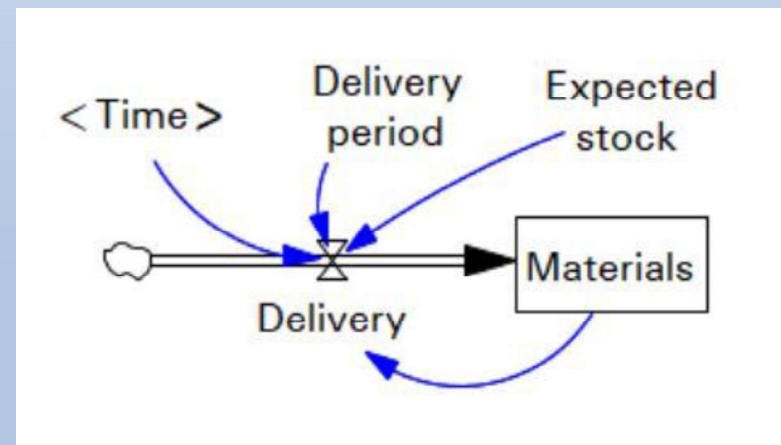 <Time>
Delivery
period
Expected
stock
Materials
Delivery